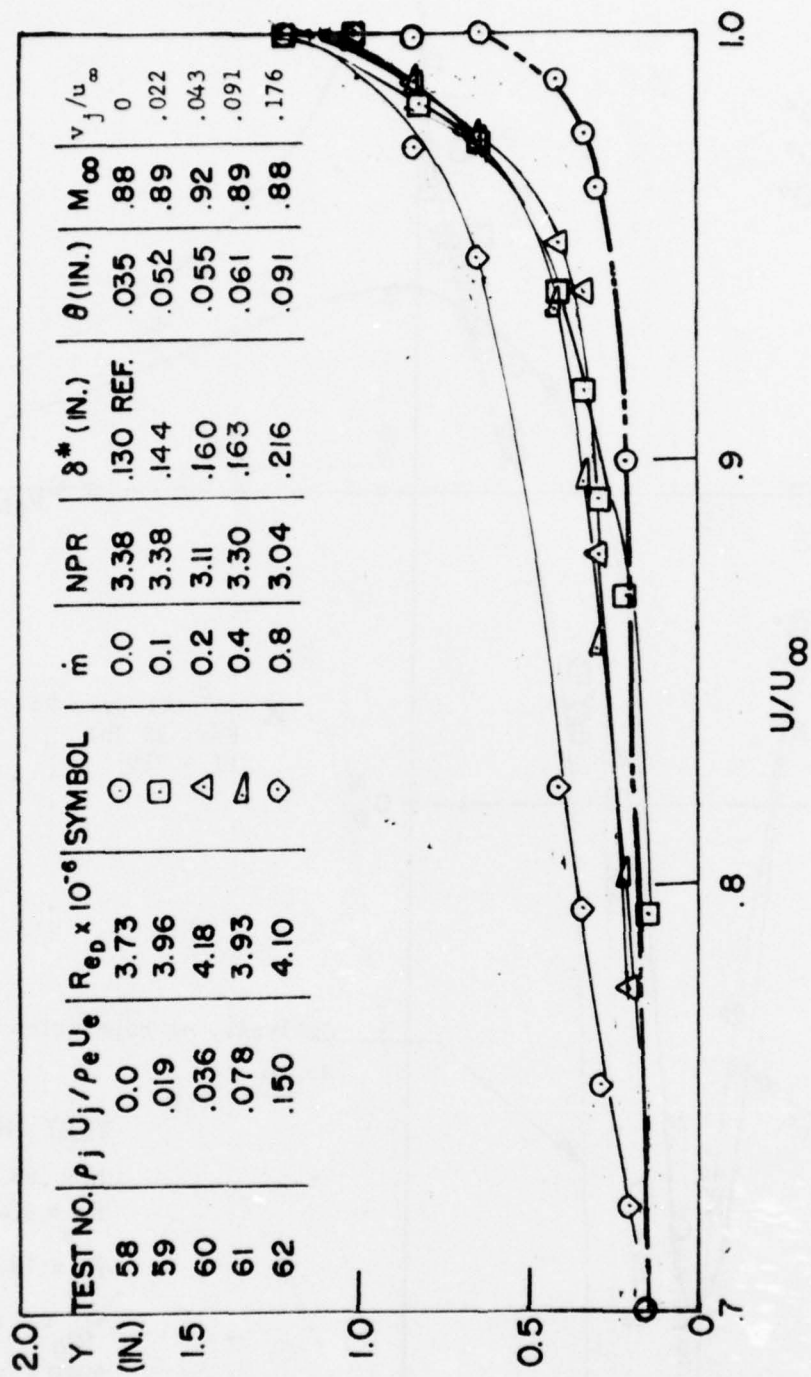 2.0
Y
(IN.)
1.5
1.0
0.5
0
TEST NO. ρj Uj / ρe Ue Rep x 10⁻⁶ SYMBOL ṁ NPR δ* (IN.) θ (IN.) M∞ vj/u∞
58 0.0 3.73 0.0 3.38 .130 REF. .035 .88 0
59 .019 3.96 0.1 3.38 .144 .052 .89 .022
60 .036 4.18 0.2 3.11 .160 .055 .92 .043
61 .078 3.93 0.4 3.30 .163 .061 .89 .091
62 .150 4.10 0.8 3.04 .216 .091 .88 .176
.7 .8 .9 1.0
U/U∞